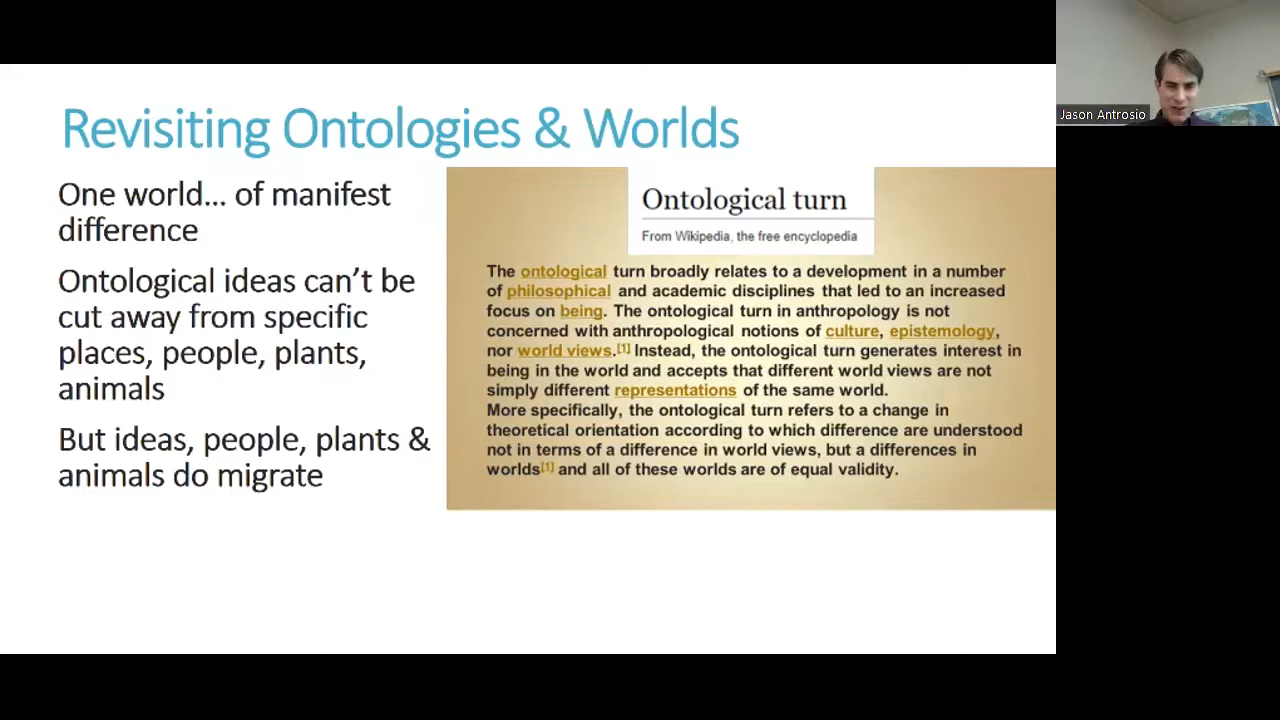 Revisiting Ontologies & Worlds
One world... of manifest
difference
Ontological ideas can't be
cut away from specific
places, people, plants,
animals
But ideas, people, plants &
animals do migrate
Ontological turn
From Wikipedia, the free encyclopedia
The ontological turn broadly relates to a development in a number
of philosophical and academic disciplines that led to an increased
focus on being. The ontological turn in anthropology is not
concerned with anthropological notions of culture, epistemology,
nor world views.[1] Instead, the ontological turn generates interest in
being in the world and accepts that different world views are not
simply different representations of the same world.
More specifically, the ontological turn refers to a change in
theoretical orientation according to which difference are understood
not in terms of a difference in world views, but a differences in
worlds[1] and all of these worlds are of equal validity.
Jason Antrosio